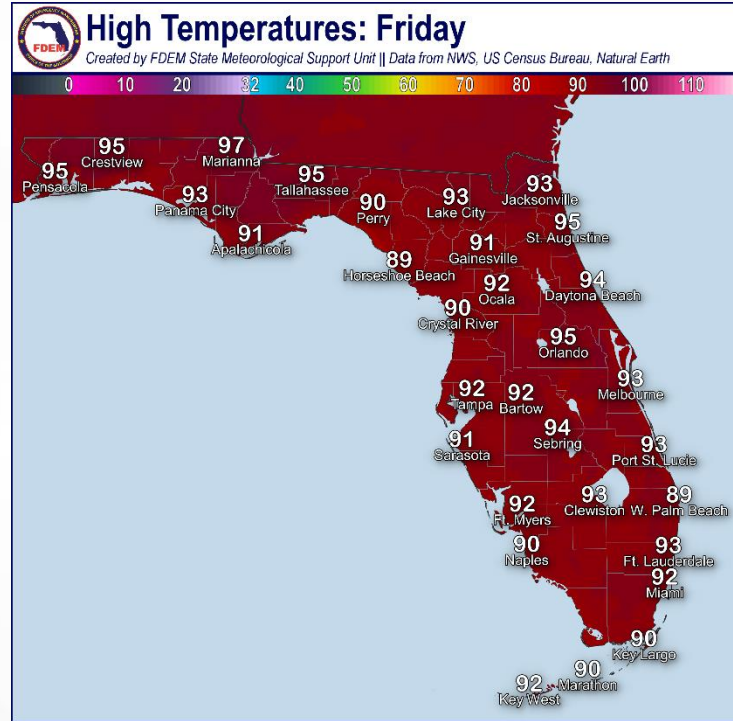 High Temperatures: Friday
Created by FDEM State Meteorological Support Unit || Data from NWS, US Census Bureau, Natural Earth
FDEM
0 10 20 32 40 50 60 70 80 90 100 110
95
Crestview
97
Marianna
95
Pensacola
93
Panama City
95
Tallahassee
91
Apalachicola
90
Perry
93
Lake City
93
Jacksonville
95
St. Augustine
91
Gainesville
89
Horseshoe Beach
92
Ocala
94
Daytona Beach
90
Crystal River
95
Orlando
92
Tampa
92
Bartow
93
Melbourne
91
Sarasota
94
Sebring
93
Port St. Lucie
92
Ft. Myers
93
Clewiston
89
W. Palm Beach
90
Naples
93
Ft. Lauderdale
92
Miami
90
Key Largo
90
Marathon
92
Key West